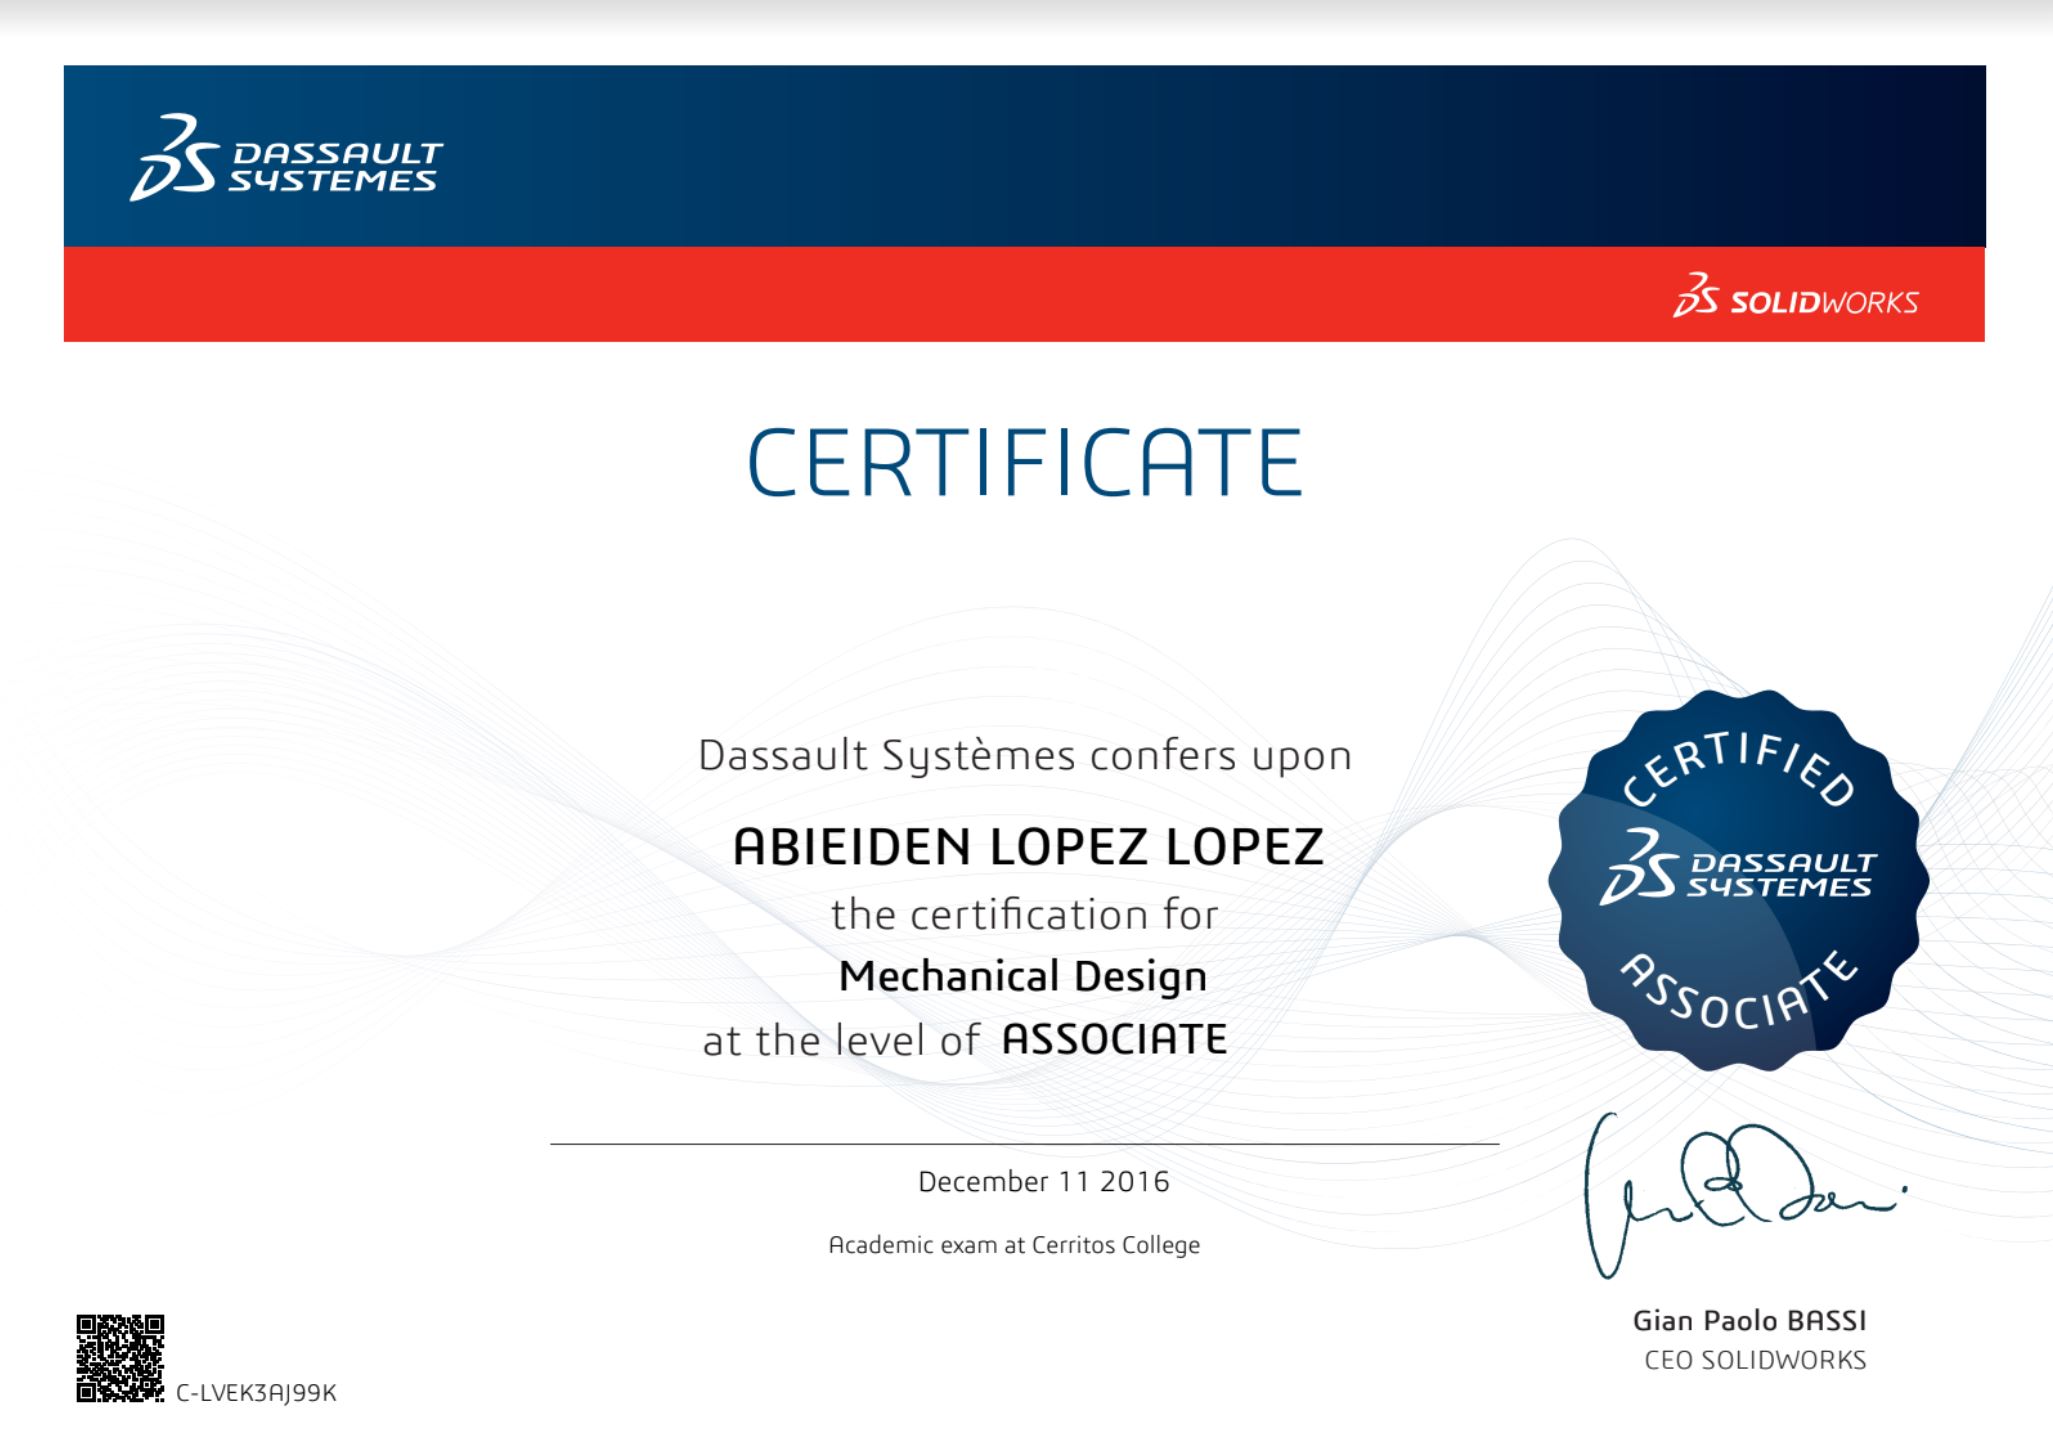 DASSAULT
SYSTEMES
SOLIDWORKS
CERTIFICATE
Dassault Systèmes confers upon
ABIEIDEN LOPEZ LOPEZ
the certification for
Mechanical Design
at the level of ASSOCIATE
CERTIFIED
DASSAULT
SYSTEMES
ASSOCIATE
December 11 2016
Academic exam at Cerritos College
Gian Paolo BASSI
CEO SOLIDWORKS
C-LVEK3AJ99K